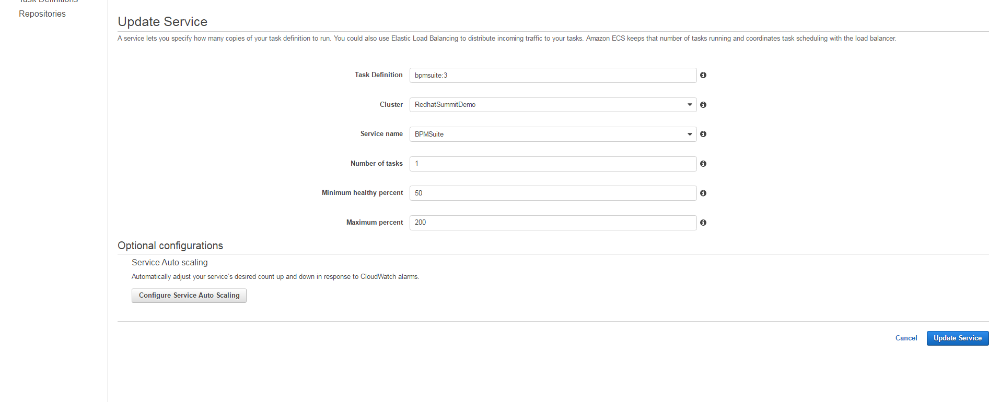 Task Definitions
Repositories
Update Service
A service lets you specify how many copies of your task definition to run. You could also use Elastic Load Balancing to distribute incoming traffic to your tasks. Amazon ECS keeps that number of tasks running and coordinates task scheduling with the load balancer.
Task Definition bpmsuite:3
Cluster RedhatSummitDemo
Service name BPMSuite
Number of tasks 1
Minimum healthy percent 50
Maximum percent 200
Optional configurations
Service Auto scaling
Automatically adjust your service's desired count up and down in response to CloudWatch alarms.
Configure Service Auto Scaling
Cancel Update Service